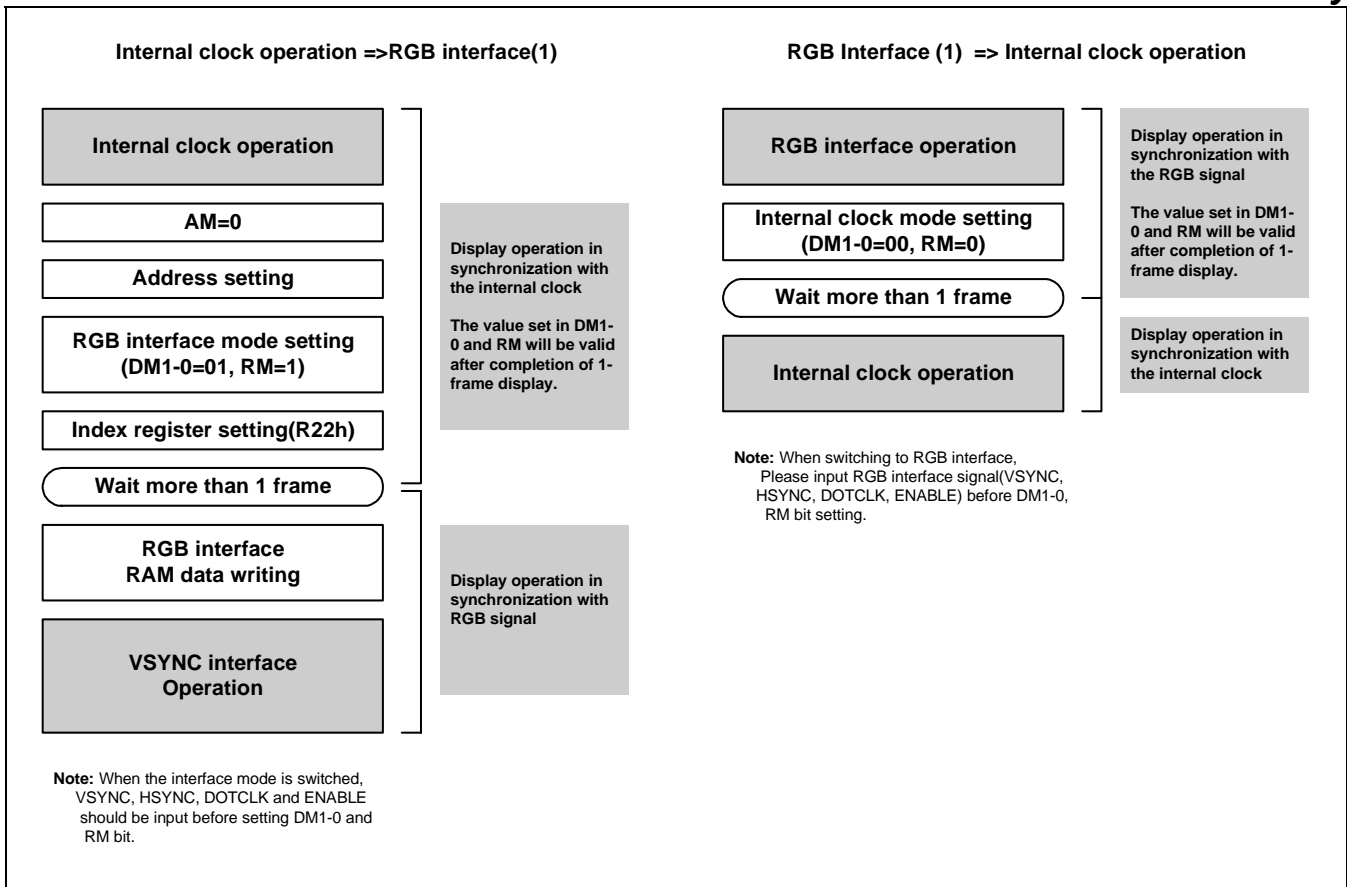 Internal clock operation =>RGB interface(1)
Internal clock operation
AM=0
Address setting
RGB interface mode setting
(DM1-0=01, RM=1)
Index register setting(R22h)
Wait more than 1 frame
RGB interface
RAM data writing
VSYNC interface
Operation
Display operation in
synchronization with
the internal clock
The value set in DM1-
0 and RM will be valid
after completion of 1-
frame display.
Display operation in
synchronization with
RGB signal
Note: When the interface mode is switched,
VSYNC, HSYNC, DOTCLK and ENABLE
should be input before setting DM1-0 and
RM bit.
RGB Interface (1) => Internal clock operation
RGB interface operation
Internal clock mode setting
(DM1-0=00, RM=0)
Wait more than 1 frame
Internal clock operation
Display operation in
synchronization with
the RGB signal
The value set in DM1-
0 and RM will be valid
after completion of 1-
frame display.
Display operation in
synchronization with
the internal clock
Note: When switching to RGB interface,
Please input RGB interface signal(VSYNC,
HSYNC, DOTCLK, ENABLE) before DM1-0,
RM bit setting.